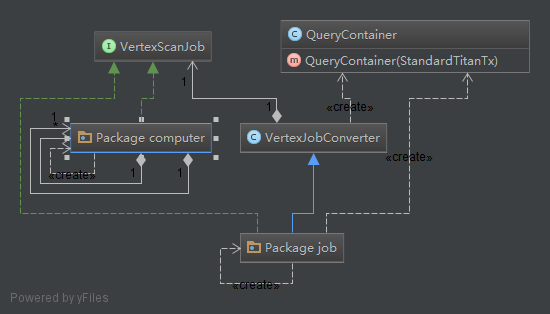 VertexScanJob
QueryContainer
QueryContainer(StandardTitanTx)
1
«create»
1
*
Package computer
VertexJobConverter
1
1
«create»
«create»
Package job
«create»
Powered by yFiles